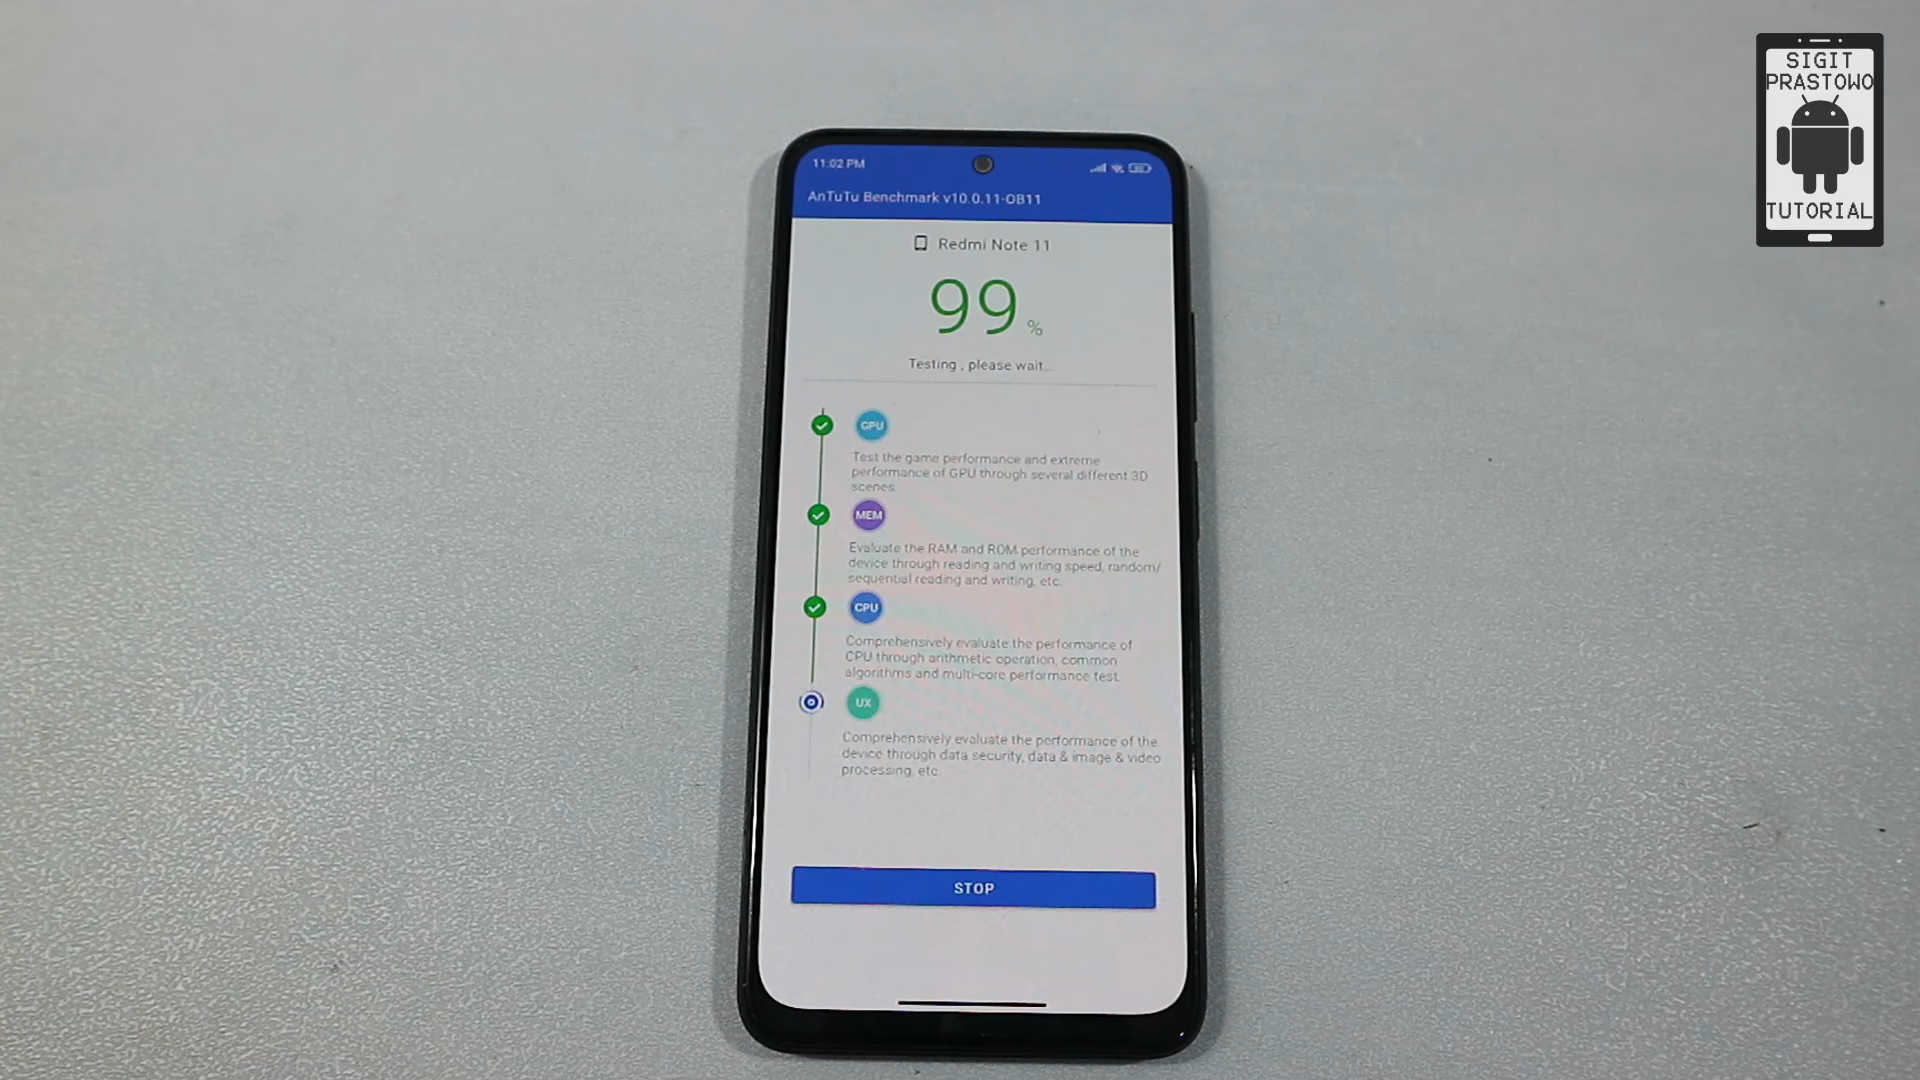 SIGIT
PRASTOWO
TUTORIAL
11:02 PM
AnTuTu Benchmark v10.0.11-OB11
Redmi Note 11
99 %
Testing , please wait...
GPU
Test the game performance and extreme
performance of GPU through several different 3D
scenes.
MEM
Evaluate the RAM and ROM performance of the
device through reading and writing speed, random/
sequential reading and writing, etc.
CPU
Comprehensively evaluate the performance of
CPU through arithmetic operation, common
algorithms and multi-core performance test.
UX
Comprehensively evaluate the performance of the
device through data security, data & image & video
processing, etc.
STOP